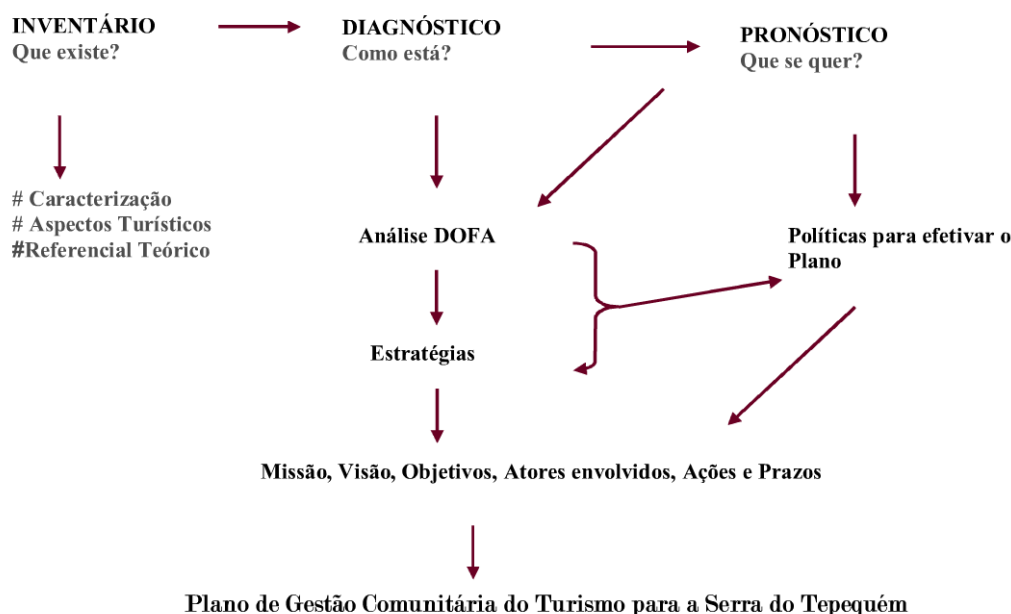 INVENTÁRIO
Que existe?
DIAGNÓSTICO
Como está?
PRONÓSTICO
Que se quer?
# Caracterização
# Aspectos Turísticos
#Referencial Teórico
Análise DOFA
Políticas para efetivar o
Plano
Estratégias
Missão, Visão, Objetivos, Atores envolvidos, Ações e Prazos
Plano de Gestão Comunitária do Turismo para a Serra do Tepequém